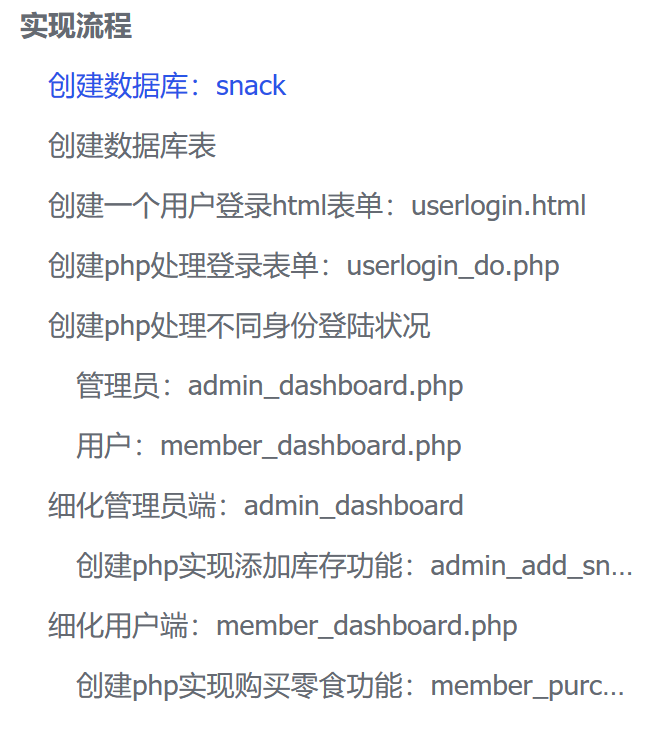 实现流程
创建数据库：snack
创建数据库表
创建一个用户登录html表单：userlogin.html
创建php处理登录表单：userlogin_do.php
创建php处理不同身份登陆状况
管理员：admin_dashboard.php
用户：member_dashboard.php
细化管理员端：admin_dashboard
创建php实现添加库存功能：admin_add_sn...
细化用户端：member_dashboard.php
创建php实现购买零食功能：member_purc...